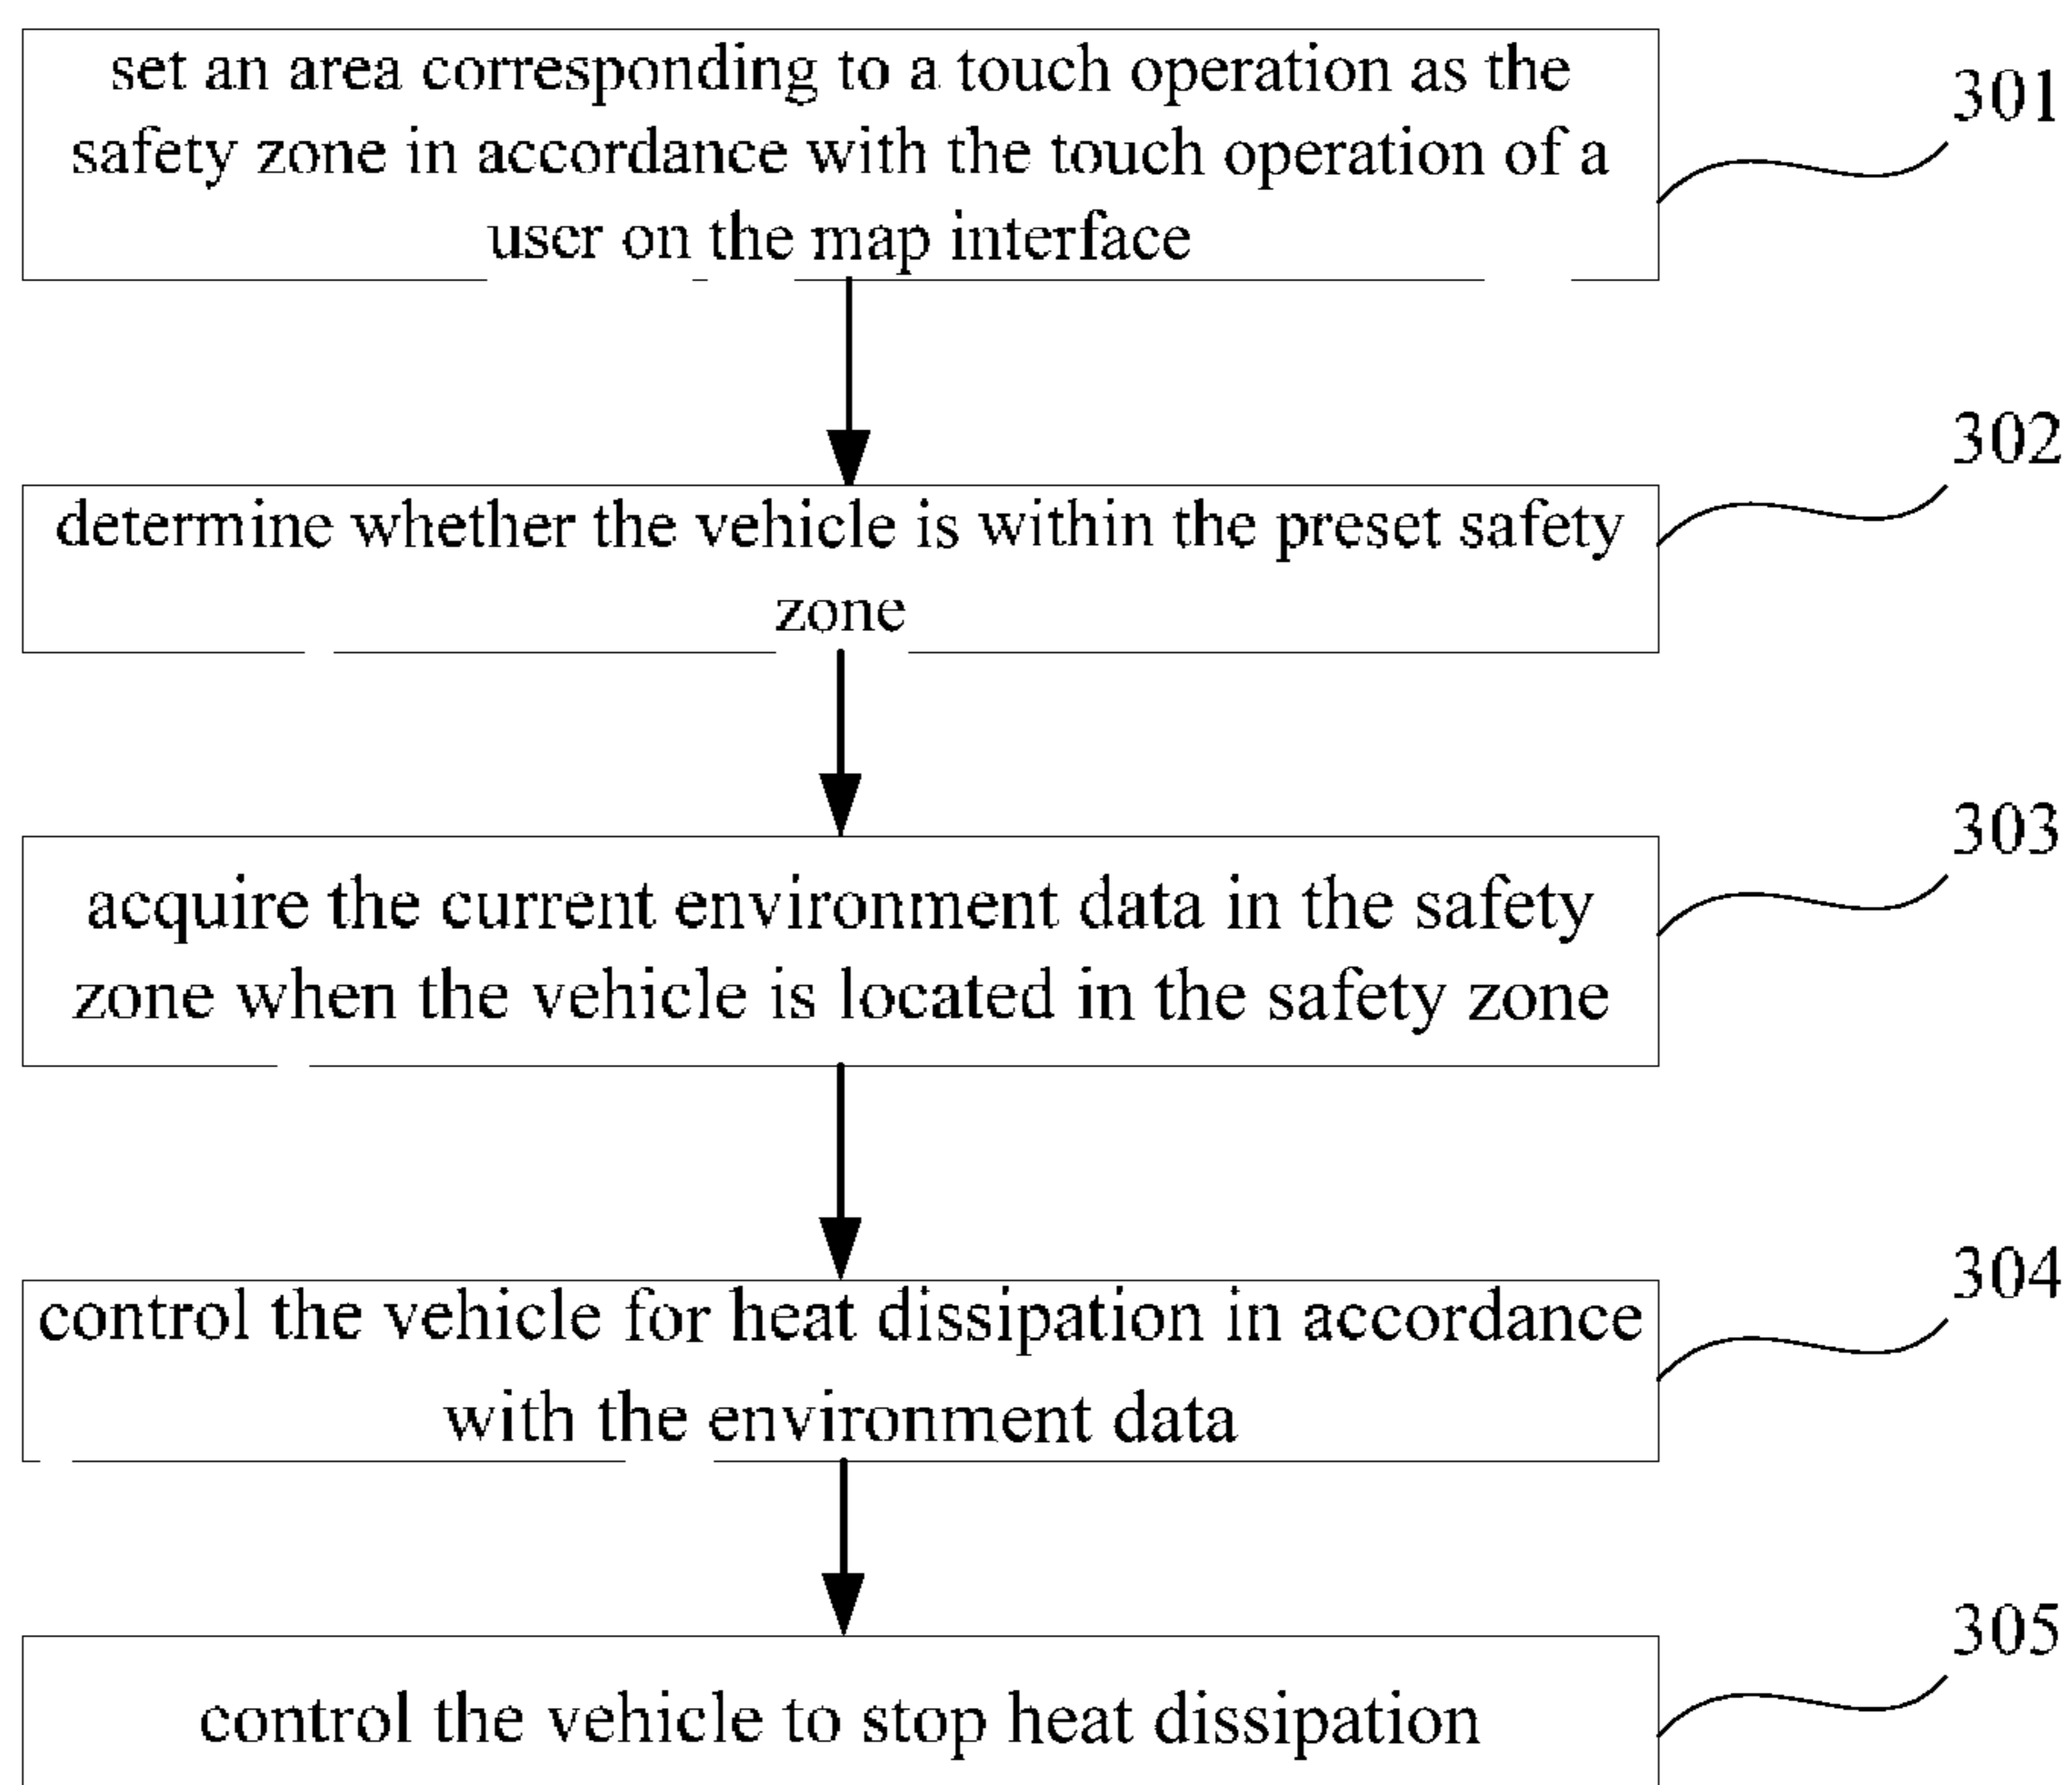 set an area corresponding to a touch operation as the
safety zone in accordance with the touch operation of a
user on the map interface
301
determine whether the vehicle is within the preset safety
zone
302
acquire the current environment data in the safety
zone when the vehicle is located in the safety zone
303
control the vehicle for heat dissipation in accordance
with the environment data
304
control the vehicle to stop heat dissipation
305